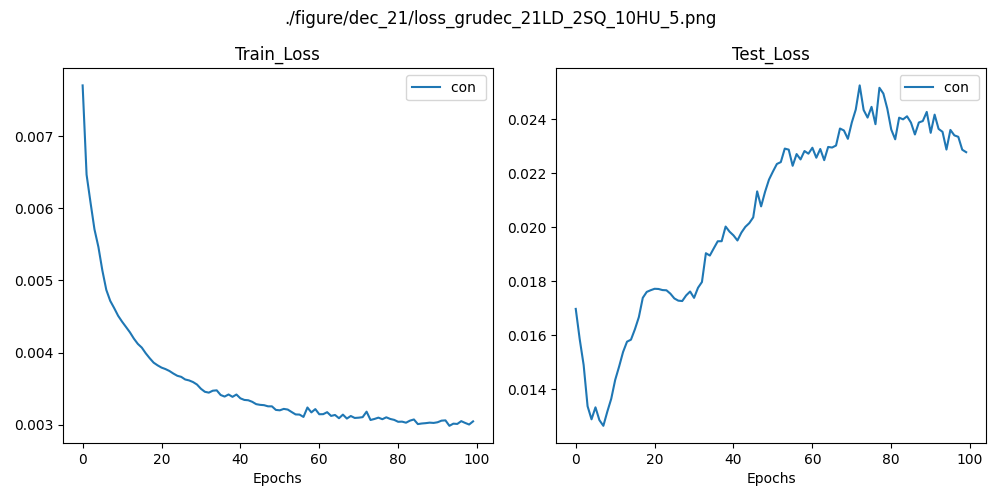 ./figure/dec_21/loss_grudec_21LD_2SQ_10HU_5.png
Train_Loss
con
0.007
0.006
0.005
0.004
0.003
0 20 40 60 80 100
Epochs
Test_Loss
con
0.024
0.022
0.020
0.018
0.016
0.014
0 20 40 60 80 100
Epochs